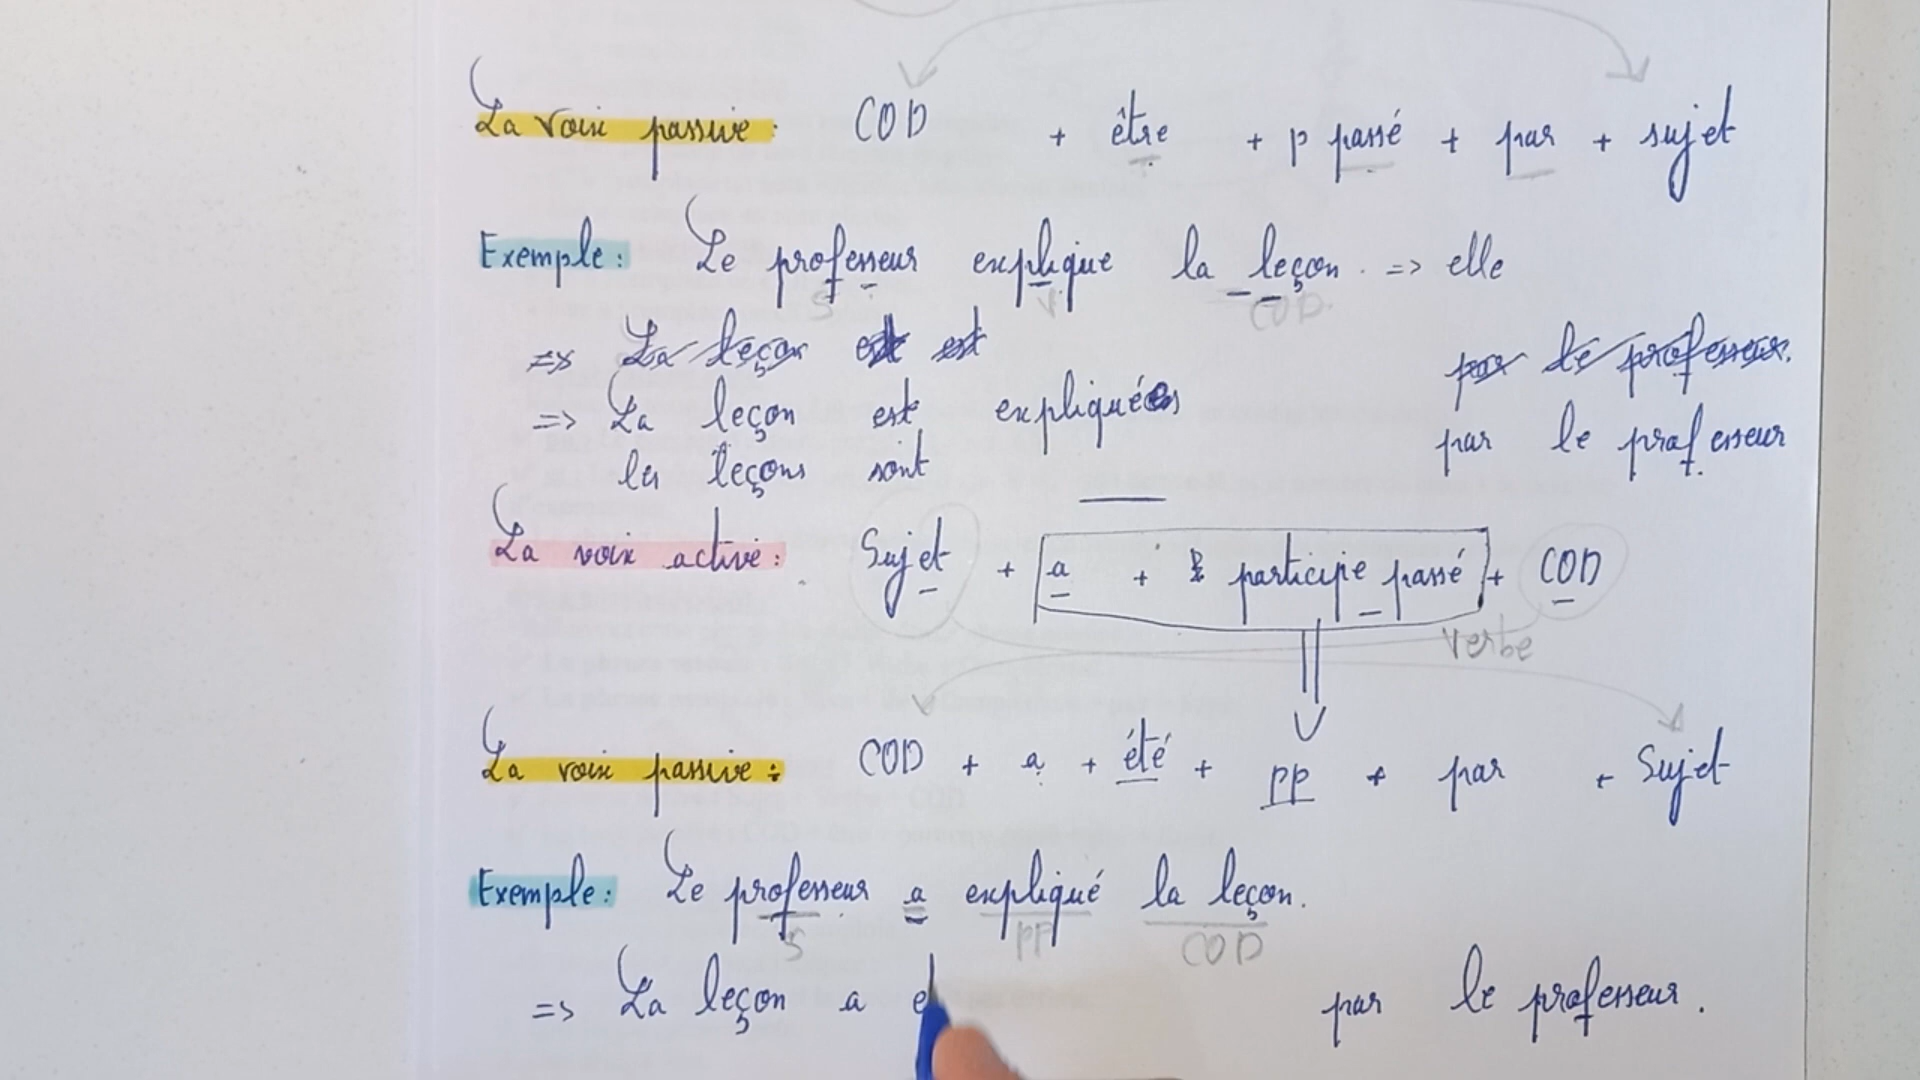 La voix passive: COD + être + p passé + par + sujet
Exemple: Le professeur explique la leçon. => elle
S V COD
=> La leçon est est par le professeur.
=> La leçon est expliquées par le professeur
les leçons sont
La voix active: Sujet + a + participe passé + COD
verbe
La voix passive: COD + a + été + pp + par + Sujet
Exemple: Le professeur a expliqué la leçon.
S pp COD
=> La leçon a é par le professeur.